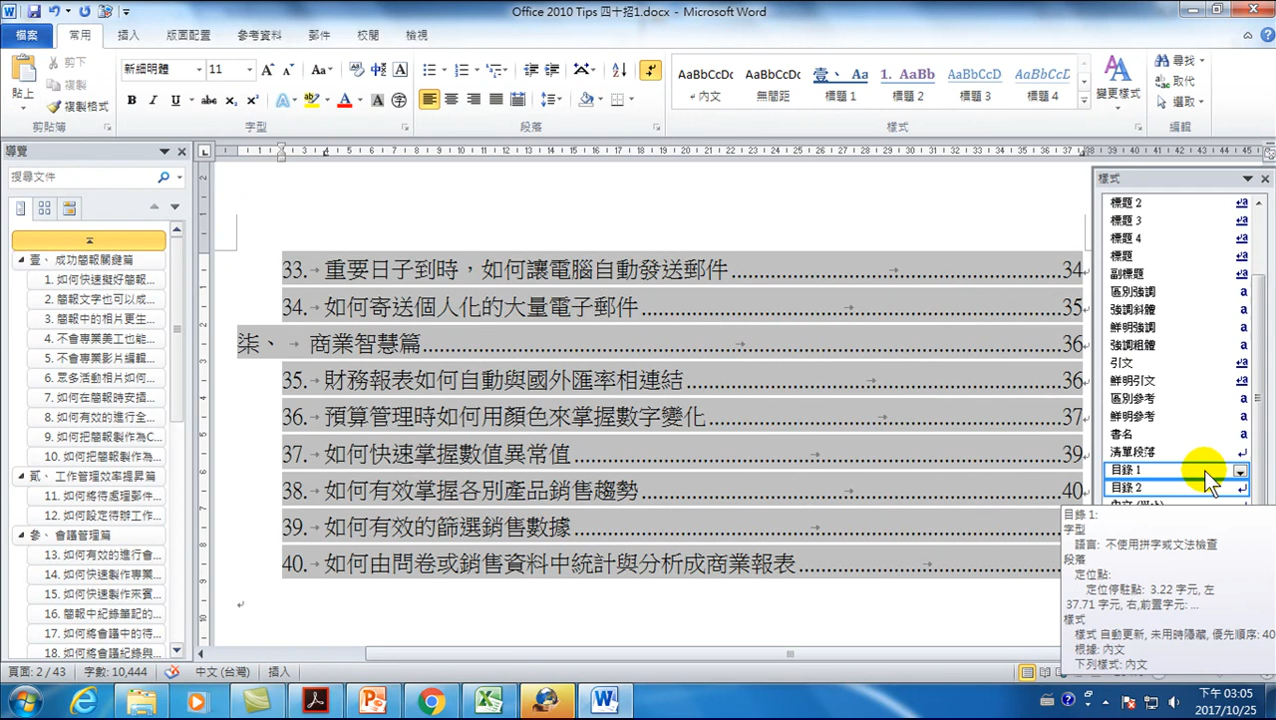 Office 2010 Tips 四十招1.docx - Microsoft Word
檔案 常用 插入 版面配置 參考資料 郵件 校閱 檢視
貼上 剪下 複製 複製格式
新細明體 11
AaBbCcDc AaBbCcDc 壹、 Aa 1. AaBb AaBbCcDd AaBbCcDd
↵ 內文 無間距 標題 1 標題 2 標題 3 標題 4
變更樣式
尋找 取代 選取
剪貼簿 字型 段落 樣式 編輯
導覽
搜尋文件
壹、 成功簡報關鍵篇
1. 如何快速擬好簡報...
2. 簡報文字也可以成...
3. 簡報中的相片更生...
4. 不會專業美工也能...
5. 不會專業影片編輯...
6. 眾多活動相片如何...
7. 如何在簡報時安插...
8. 如何有效的進行全...
9. 如何把簡報製作為C...
10. 如何把簡報製作為...
貳、 工作管理效率提昇篇
11. 如何將待處理郵件...
12. 如何設定待辦工作...
參、 會議管理篇
13. 如何有效的進行會...
14. 如何快速製作專業...
15. 如何快速製作來賓...
16. 簡報中紀錄筆記的...
17. 如何將會議中的待...
18. 如何將會議紀錄與...
33. 重要日子到時，如何讓電腦自動發送郵件 34
34. 如何寄送個人化的大量電子郵件 35
柒、 商業智慧篇 36
35. 財務報表如何自動與國外匯率相連結 36
36. 預算管理時如何用顏色來掌握數字變化 37
37. 如何快速掌握數值異常值 39
38. 如何有效掌握各別產品銷售趨勢 40
39. 如何有效的篩選銷售數據
40. 如何由問卷或銷售資料中統計與分析成商業報表
樣式
標題 2
標題 3
標題 4
標題
副標題
區別強調
強調斜體
鮮明強調
強調粗體
引文
鮮明引文
區別參考
鮮明參考
書名
清單段落
目錄 1
目錄 2
目錄 1:
字型
語言: 不使用拼字或文法檢查
段落
定位點:
定位停駐點: 3.22 字元, 左
37.71 字元, 右,前置字元: ...
樣式
樣式 自動更新, 未用時隱藏, 優先順序: 40
根據: 內文
下列樣式: 內文
頁面: 2 / 43 字數: 10,444 中文 (台灣) 插入
下午 03:05
2017/10/25